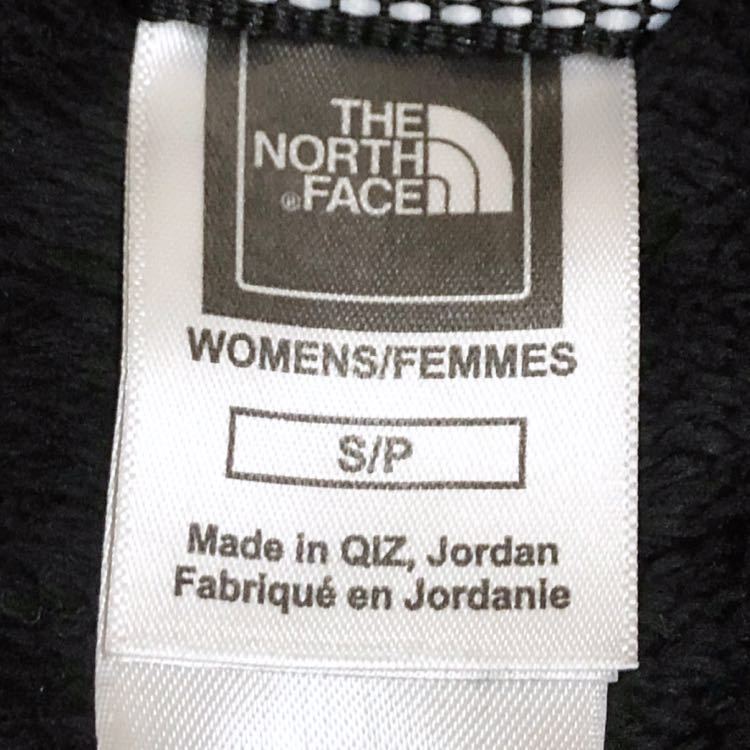 THE
NORTH
®FACE
WOMENS/FEMMES
S/P
Made in QIZ, Jordan
Fabriqué en Jordanie